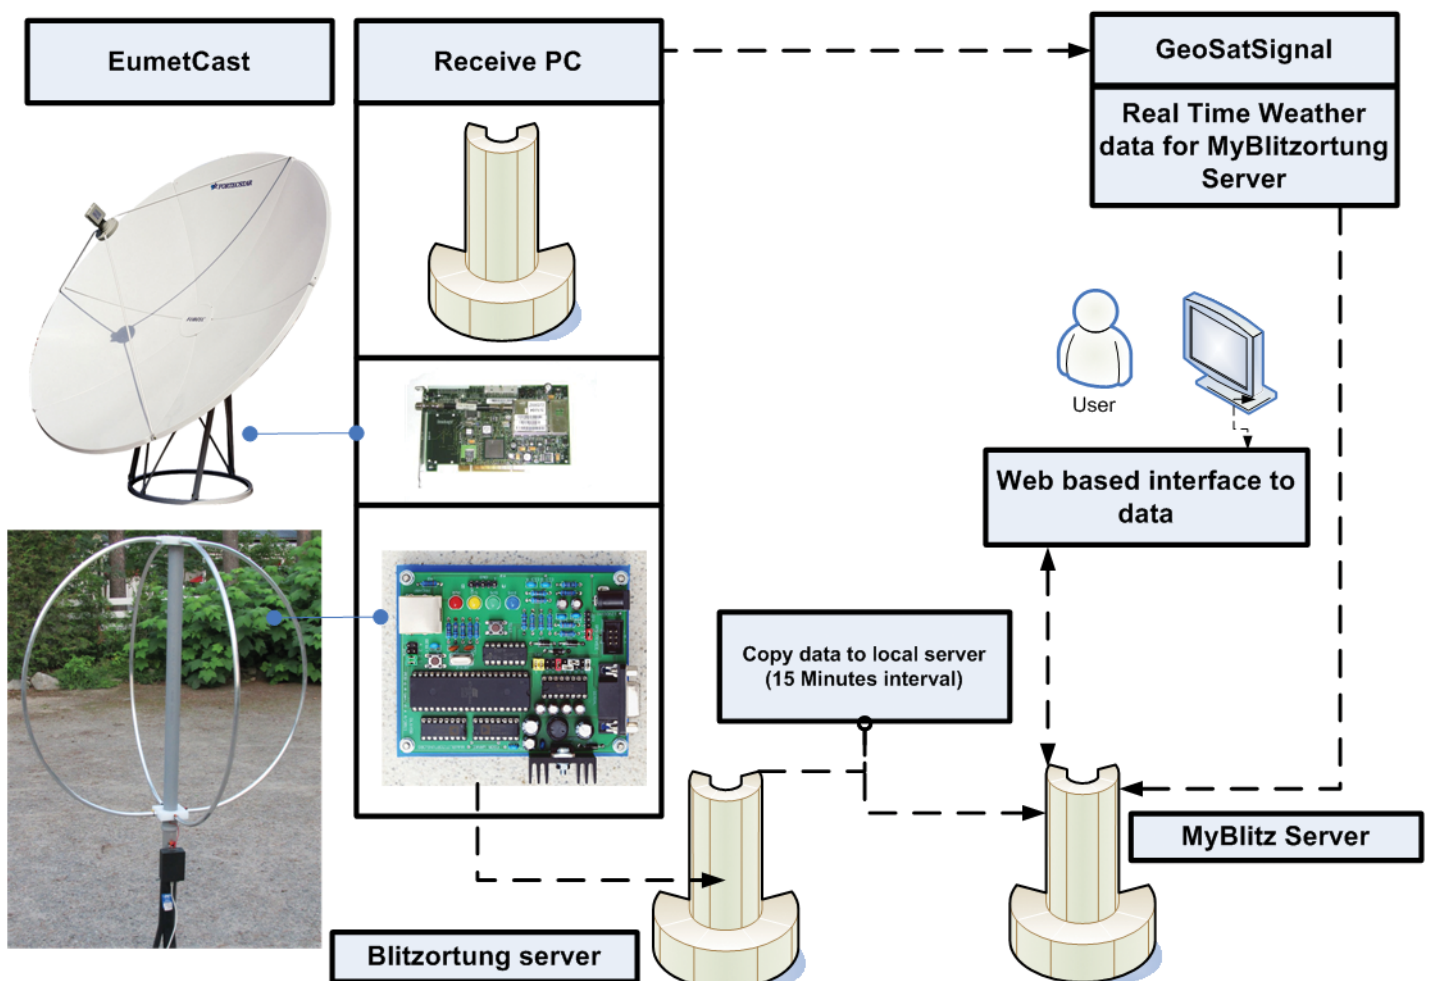 EumetCast
Receive PC
GeoSatSignal
Real Time Weather
data for MyBlitzortung
Server
User
Web based interface to
data
Copy data to local server
(15 Minutes interval)
MyBlitz Server
Blitzortung server